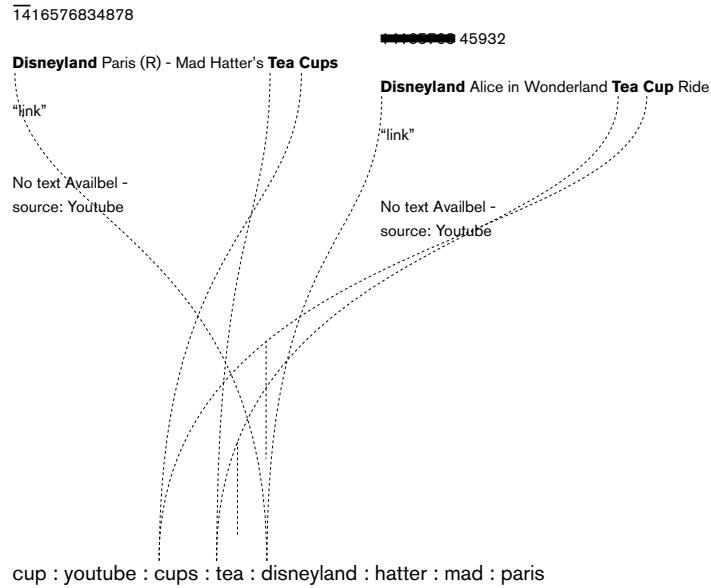 1416576834878
45932
Disneyland Paris (R) - Mad Hatter's Tea Cups
Disneyland Alice in Wonderland Tea Cup Ride
“link”
“link”
No text Availbel -
source: Youtube
No text Availbel -
source: Youtube
cup : youtube : cups : tea : disneyland : hatter : mad : paris